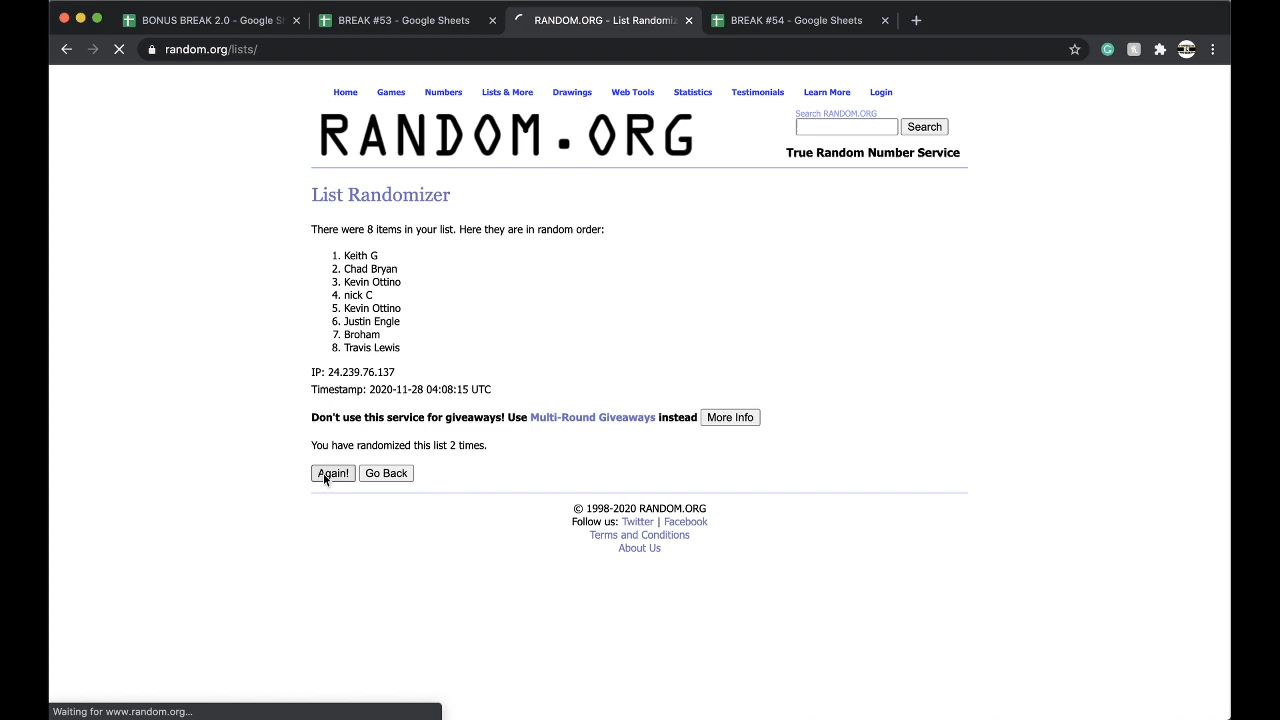 BONUS BREAK 2.0 - Google S
BREAK #53 - Google Sheets
RANDOM.ORG - List Randomiz
BREAK #54 - Google Sheets
random.org/lists/
Home Games Numbers Lists & More Drawings Web Tools Statistics Testimonials Learn More Login
RANDOM.ORG
Search RANDOM.ORG
Search
True Random Number Service
List Randomizer
There were 8 items in your list. Here they are in random order:
1. Keith G
2. Chad Bryan
3. Kevin Ottino
4. nick C
5. Kevin Ottino
6. Justin Engle
7. Broham
8. Travis Lewis
IP: 24.239.76.137
Timestamp: 2020-11-28 04:08:15 UTC
Don't use this service for giveaways! Use Multi-Round Giveaways instead More Info
You have randomized this list 2 times.
Again! Go Back
© 1998-2020 RANDOM.ORG
Follow us: Twitter | Facebook
Terms and Conditions
About Us
Waiting for www.random.org...